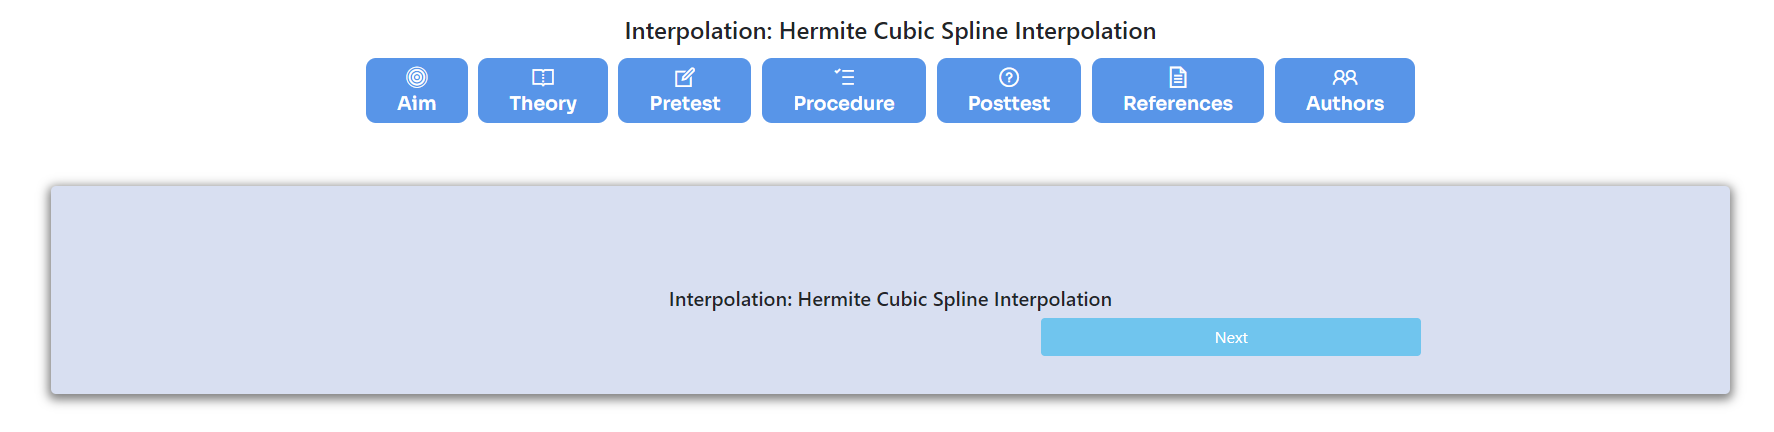 Interpolation: Hermite Cubic Spline Interpolation
Aim Theory Pretest Procedure Posttest References Authors
Interpolation: Hermite Cubic Spline Interpolation
Next